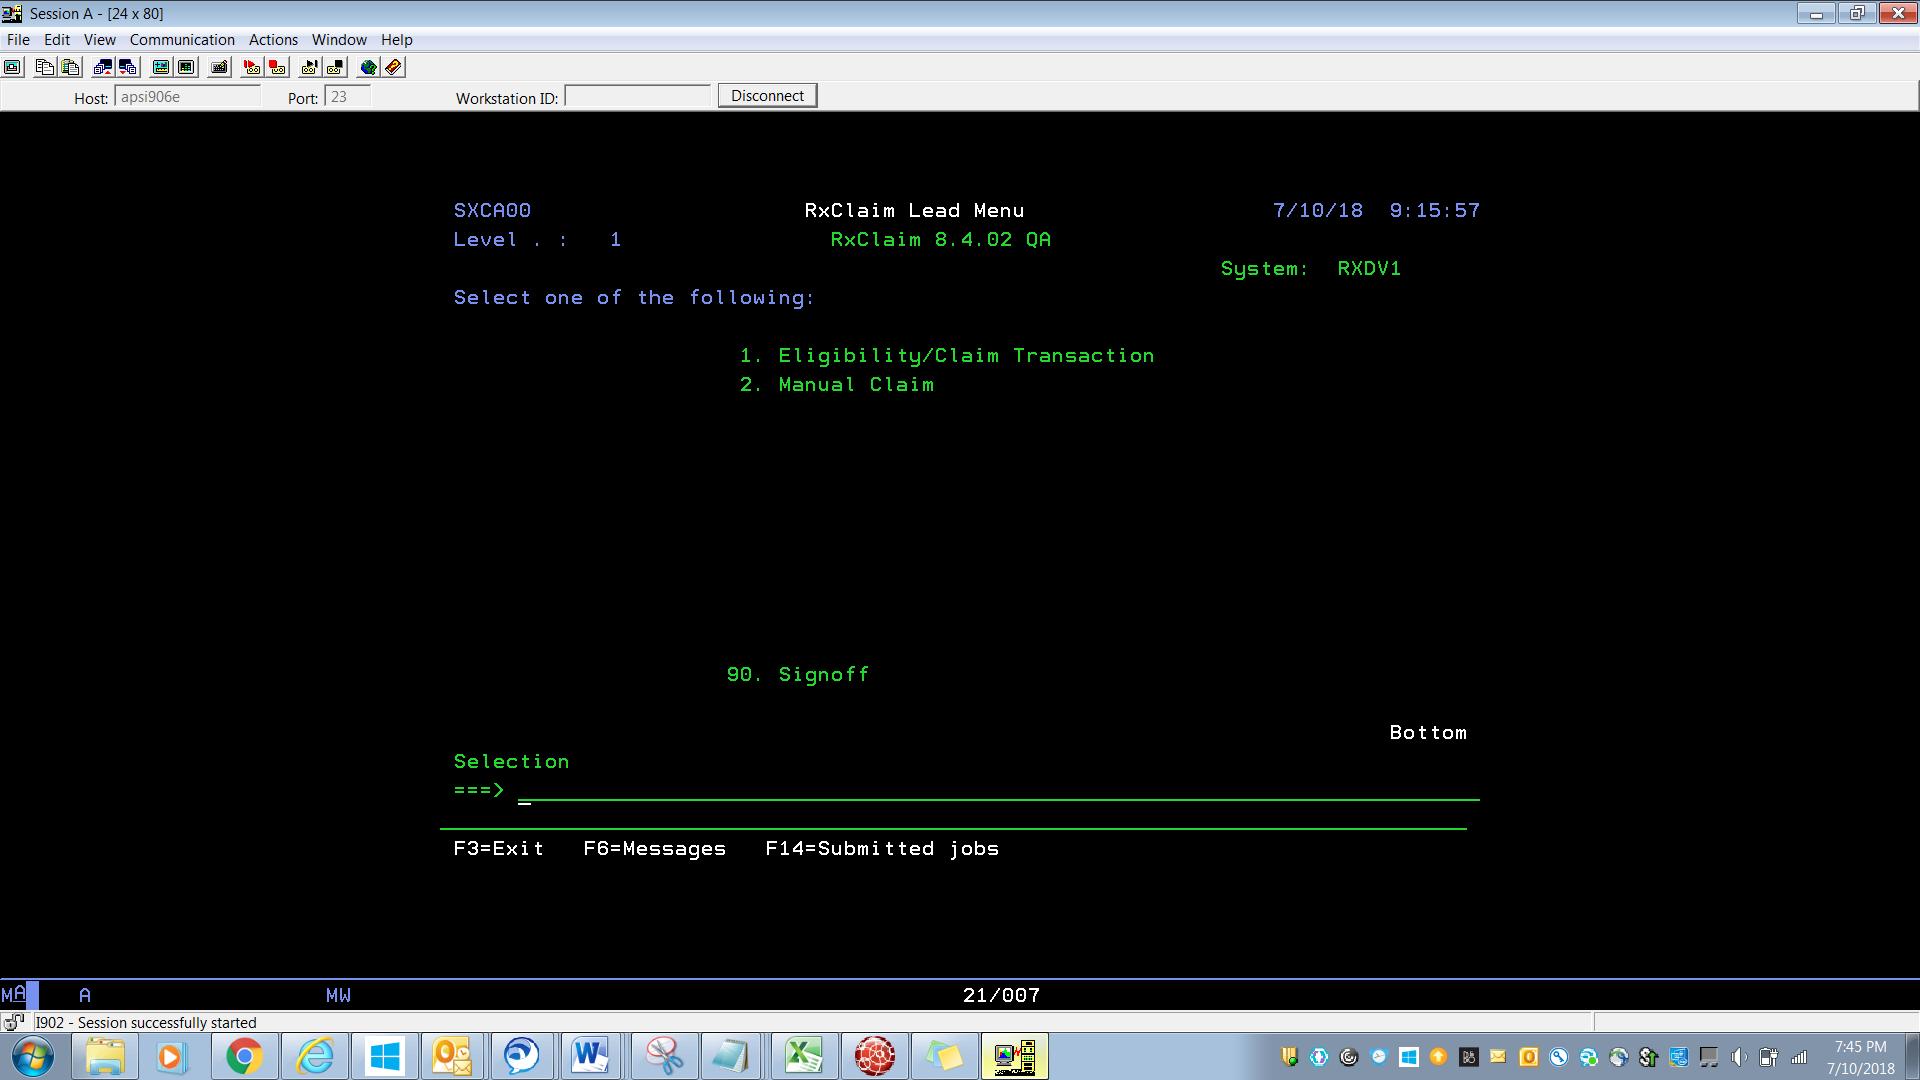 Session A - [24 x 80]
File Edit View Communication Actions Window Help
Host: apsi906e Port: 23 Workstation ID: Disconnect
SXCA00 RxClaim Lead Menu 7/10/18 9:15:57
Level . : 1 RxClaim 8.4.02 QA
System: RXDV1
Select one of the following:
1. Eligibility/Claim Transaction
2. Manual Claim
90. Signoff
Bottom
Selection
===> _
F3=Exit F6=Messages F14=Submitted jobs
MA A MW 21/007
I902 - Session successfully started
7:45 PM
7/10/2018